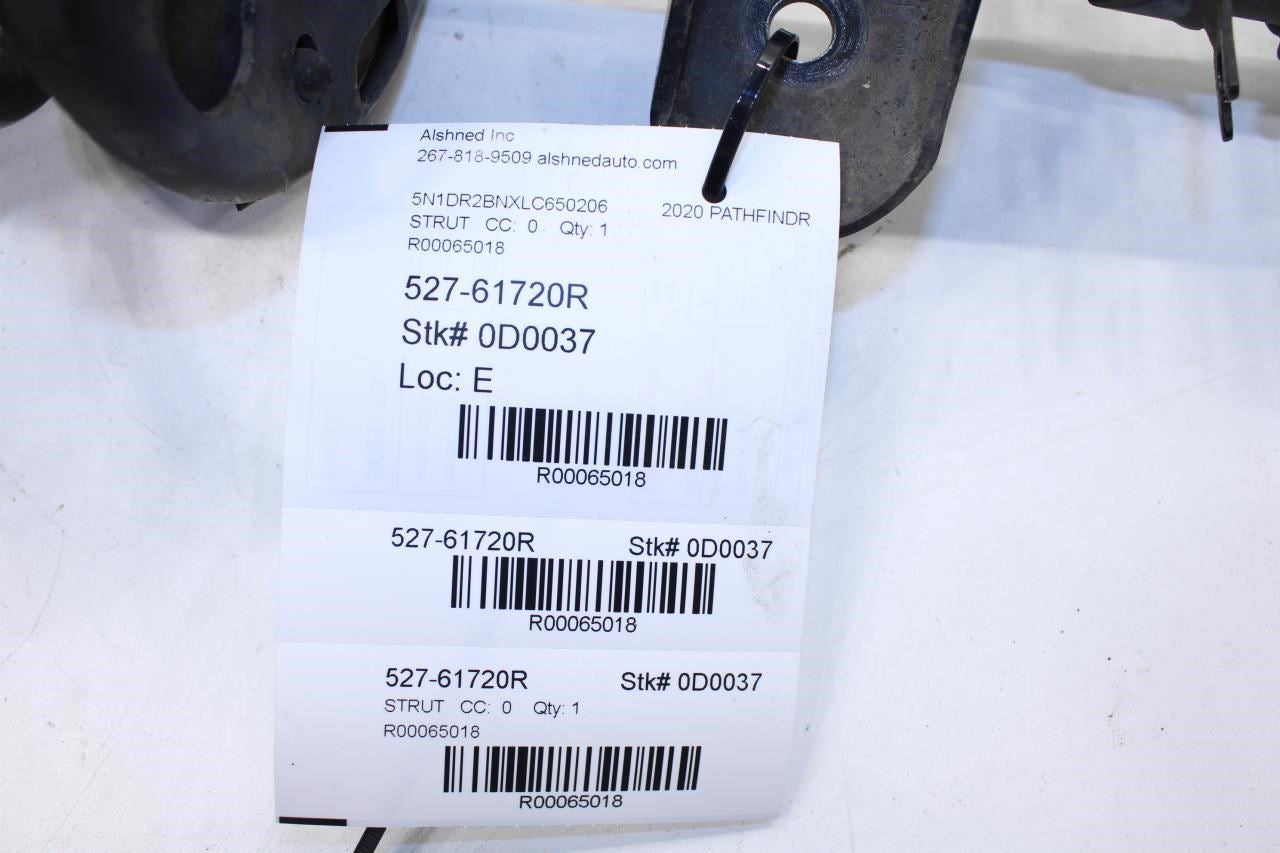 Alshned Inc
267-818-9509 alshnedauto.com
5N1DR2BNXLC650206 2020 PATHFINDR
STRUT CC: 0 Qty: 1
R00065018
527-61720R
Stk# 0D0037
Loc: E
R00065018
527-61720R Stk# 0D0037
R00065018
527-61720R Stk# 0D0037
STRUT CC: 0 Qty: 1
R00065018
R00065018